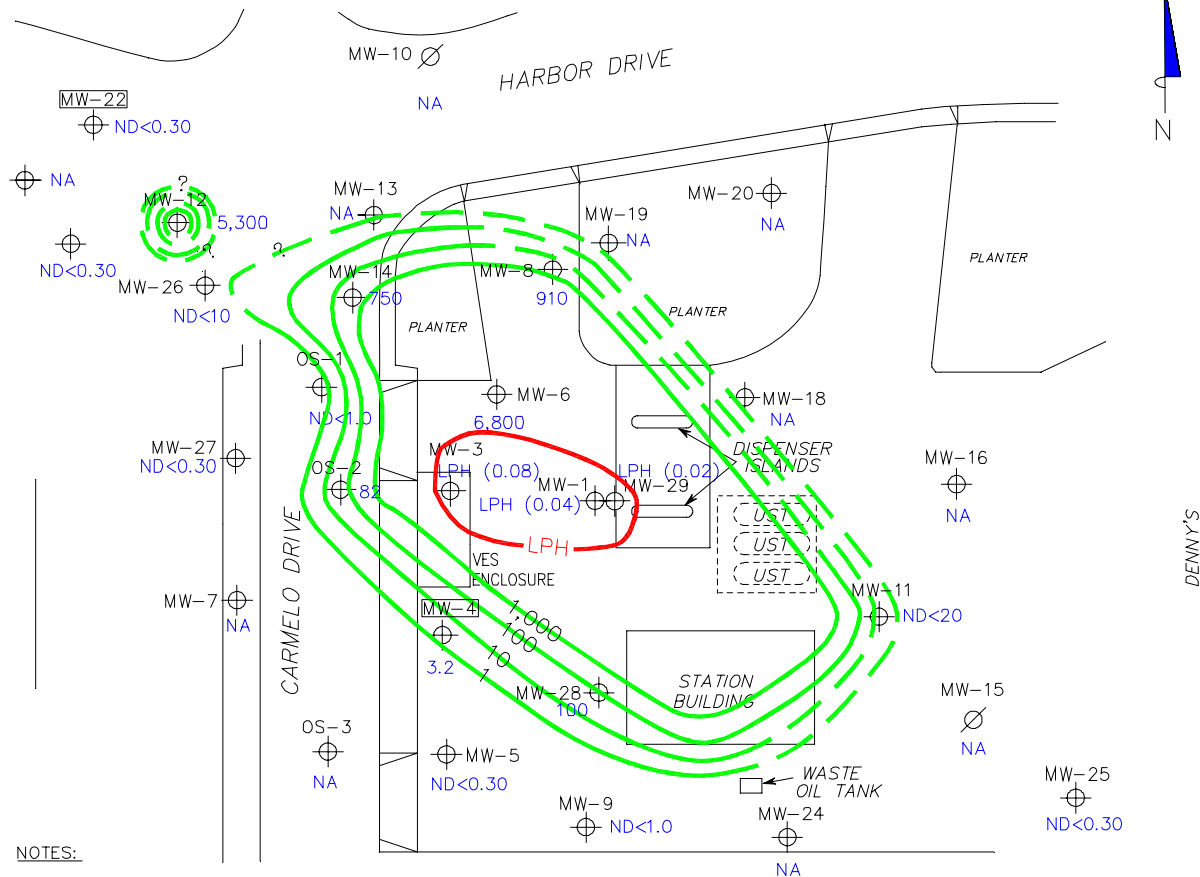 MW-10
HARBOR DRIVE
NA
N
MW-22
ND<0.30
NA
?
MW-12
5,300
?
?
ND<0.30
MW-26
ND<10
MW-13
NA
MW-14
750
MW-8
910
MW-19
NA
MW-20
NA
PLANTER
PLANTER
PLANTER
OS-1
ND<1.0
MW-6
6,800
MW-18
NA
MW-27
ND<0.30
OS-2
82
MW-3
LPH (0.08)
LPH (0.02)
DISPENSER
ISLANDS
MW-1
MW-29
LPH (0.04)
LPH
MW-16
NA
UST
UST
UST
DENNY'S
VES
ENCLOSURE
MW-7
NA
CARMELO DRIVE
MW-4
3.2
1,000
100
10
1
MW-11
ND<20
MW-28
100
STATION
BUILDING
MW-15
NA
OS-3
NA
MW-5
ND<0.30
WASTE
OIL TANK
MW-9
ND<1.0
MW-24
NA
MW-25
ND<0.30
NOTES: